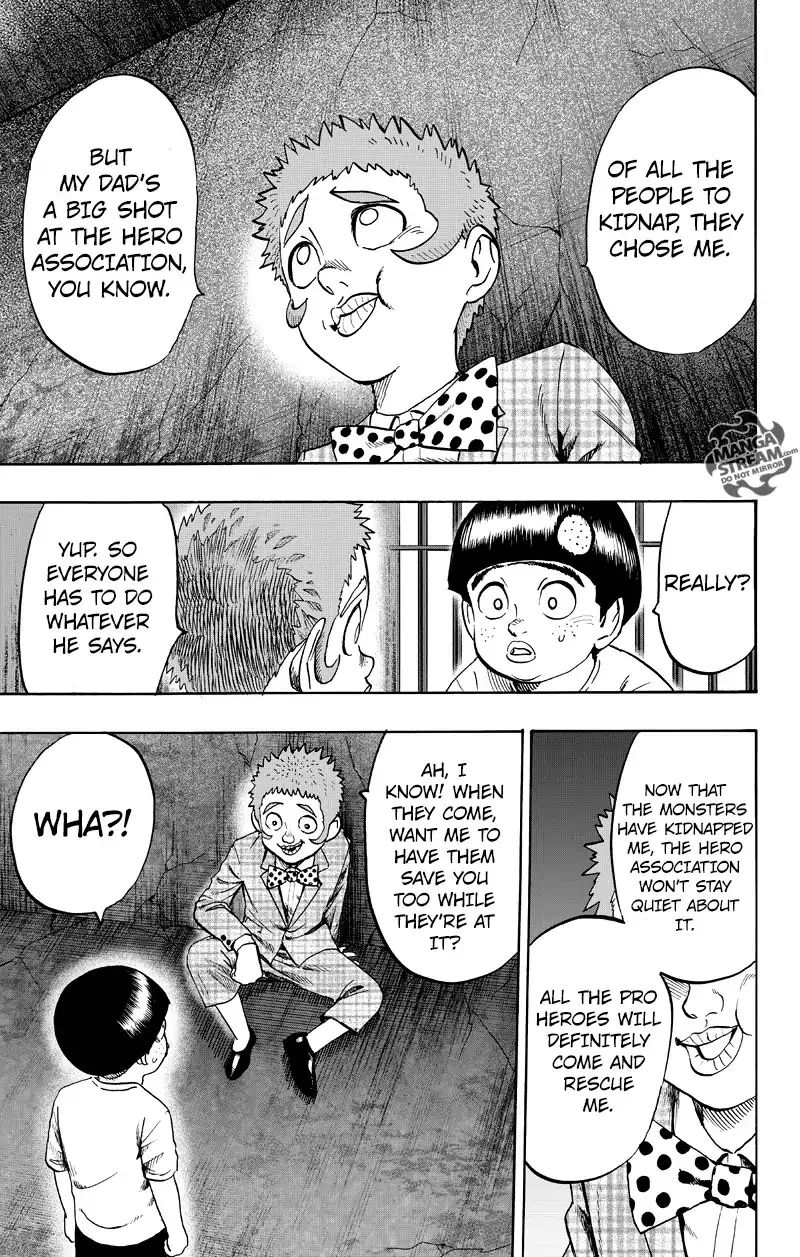 OF ALL THE
PEOPLE TO
KIDNAP, THEY
CHOSE ME.
BUT
MY DAD'S
A BIG SHOT
AT THE HERO
ASSOCIATION,
YOU KNOW.
MANGA
STREAM.com
DO NOT MIRROR
REALLY?
YUP. SO
EVERYONE
HAS TO DO
WHATEVER
HE SAYS.
NOW THAT
THE MONSTERS
HAVE KIDNAPPED
ME, THE HERO
ASSOCIATION
WON'T STAY
QUIET ABOUT
IT.
ALL THE PRO
HEROES WILL
DEFINITELY
COME AND
RESCUE
ME.
AH, I
KNOW! WHEN
THEY COME,
WANT ME TO
HAVE THEM
SAVE YOU
TOO WHILE
THEY'RE AT
IT?
WHA?!